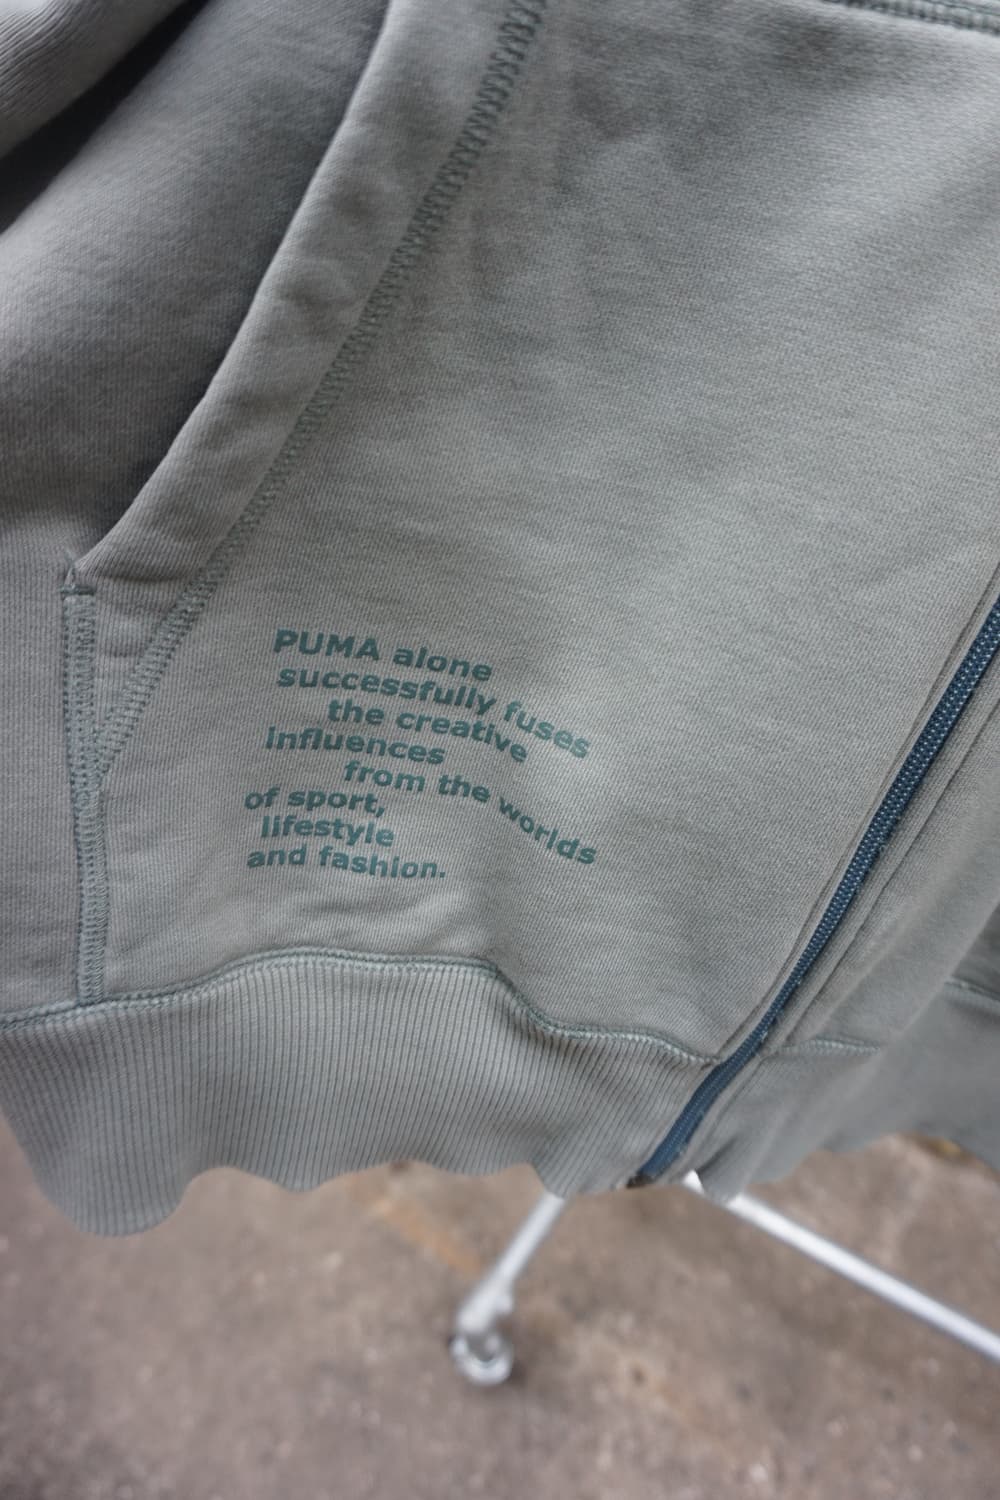 PUMA alone
successfully fuses
the creative
influences
from the worlds
of sport,
lifestyle
and fashion.